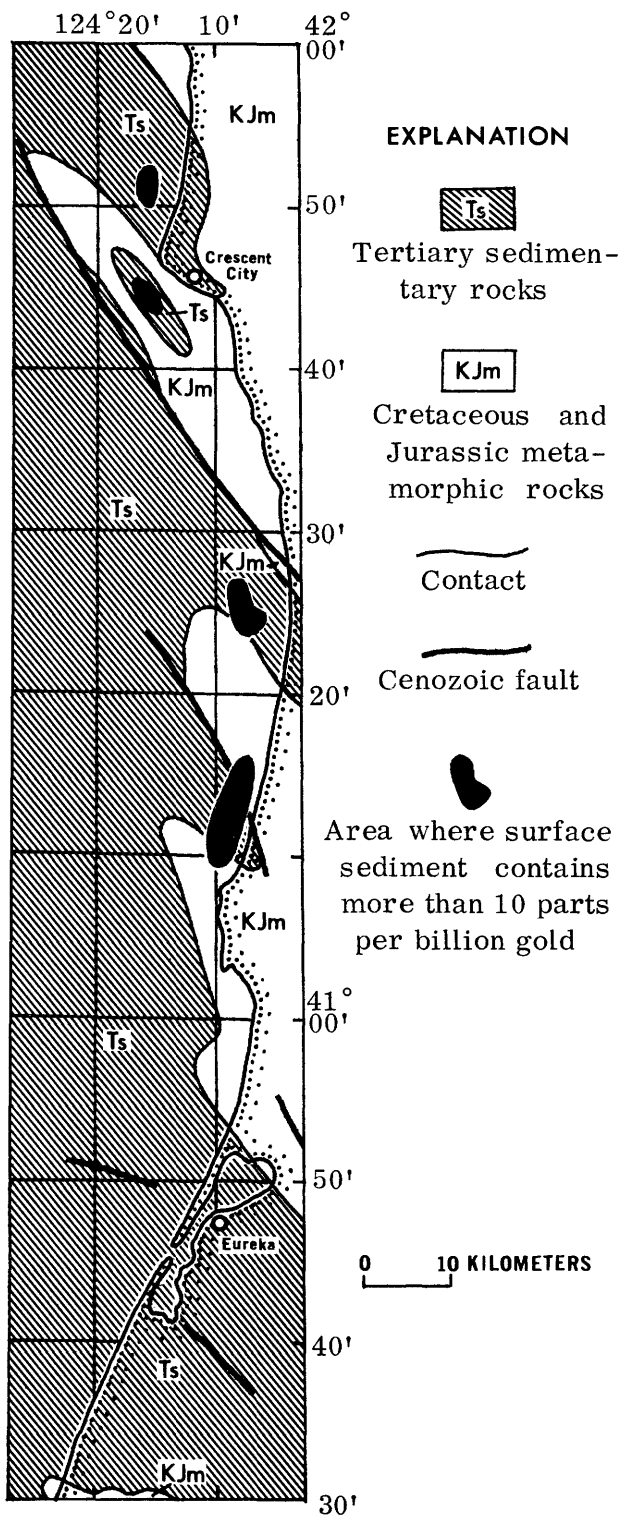 124°20' 10' 42°
00'
Ts
KJm
50'
Crescent
City
Ts
40'
KJm
Ts
30'
KJm
20'
KJm
41°
00'
Ts
50'
Eureka
40'
Ts
KJm
30'
EXPLANATION
Ts
Tertiary sedimen-
tary rocks
KJm
Cretaceous and
Jurassic meta-
morphic rocks
Contact
Cenozoic fault
Area where surface
sediment contains
more than 10 parts
per billion gold
0 10 KILOMETERS